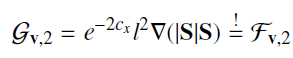 𝒢_{v,2} = e^{-2c_x} l^2 ∇(|S|S) =^! ℱ_{v,2}